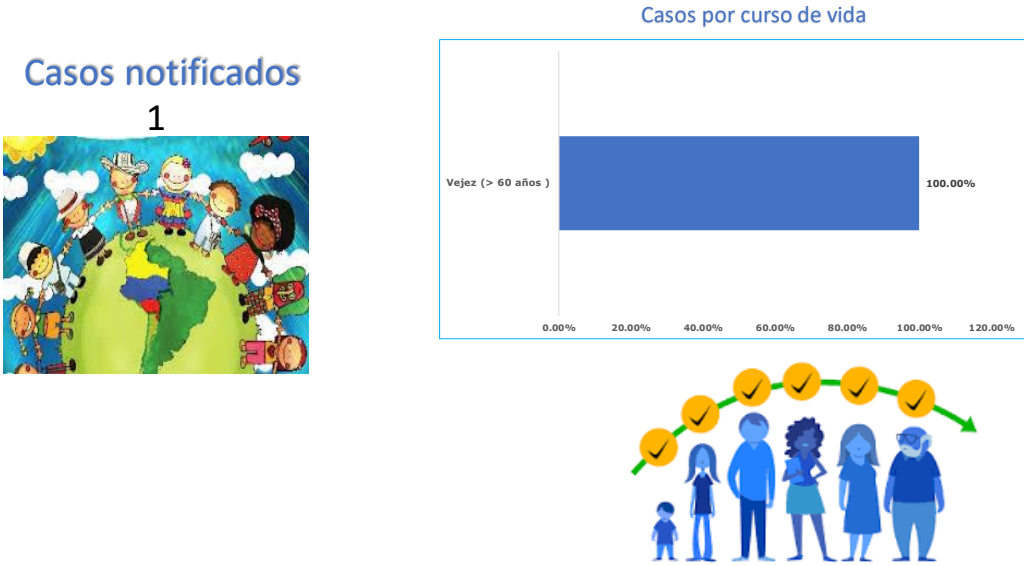 Casos por curso de vida
Casos notificados
1
Vejez (> 60 años )
100.00%
0.00% 20.00% 40.00% 60.00% 80.00% 100.00% 120.00%